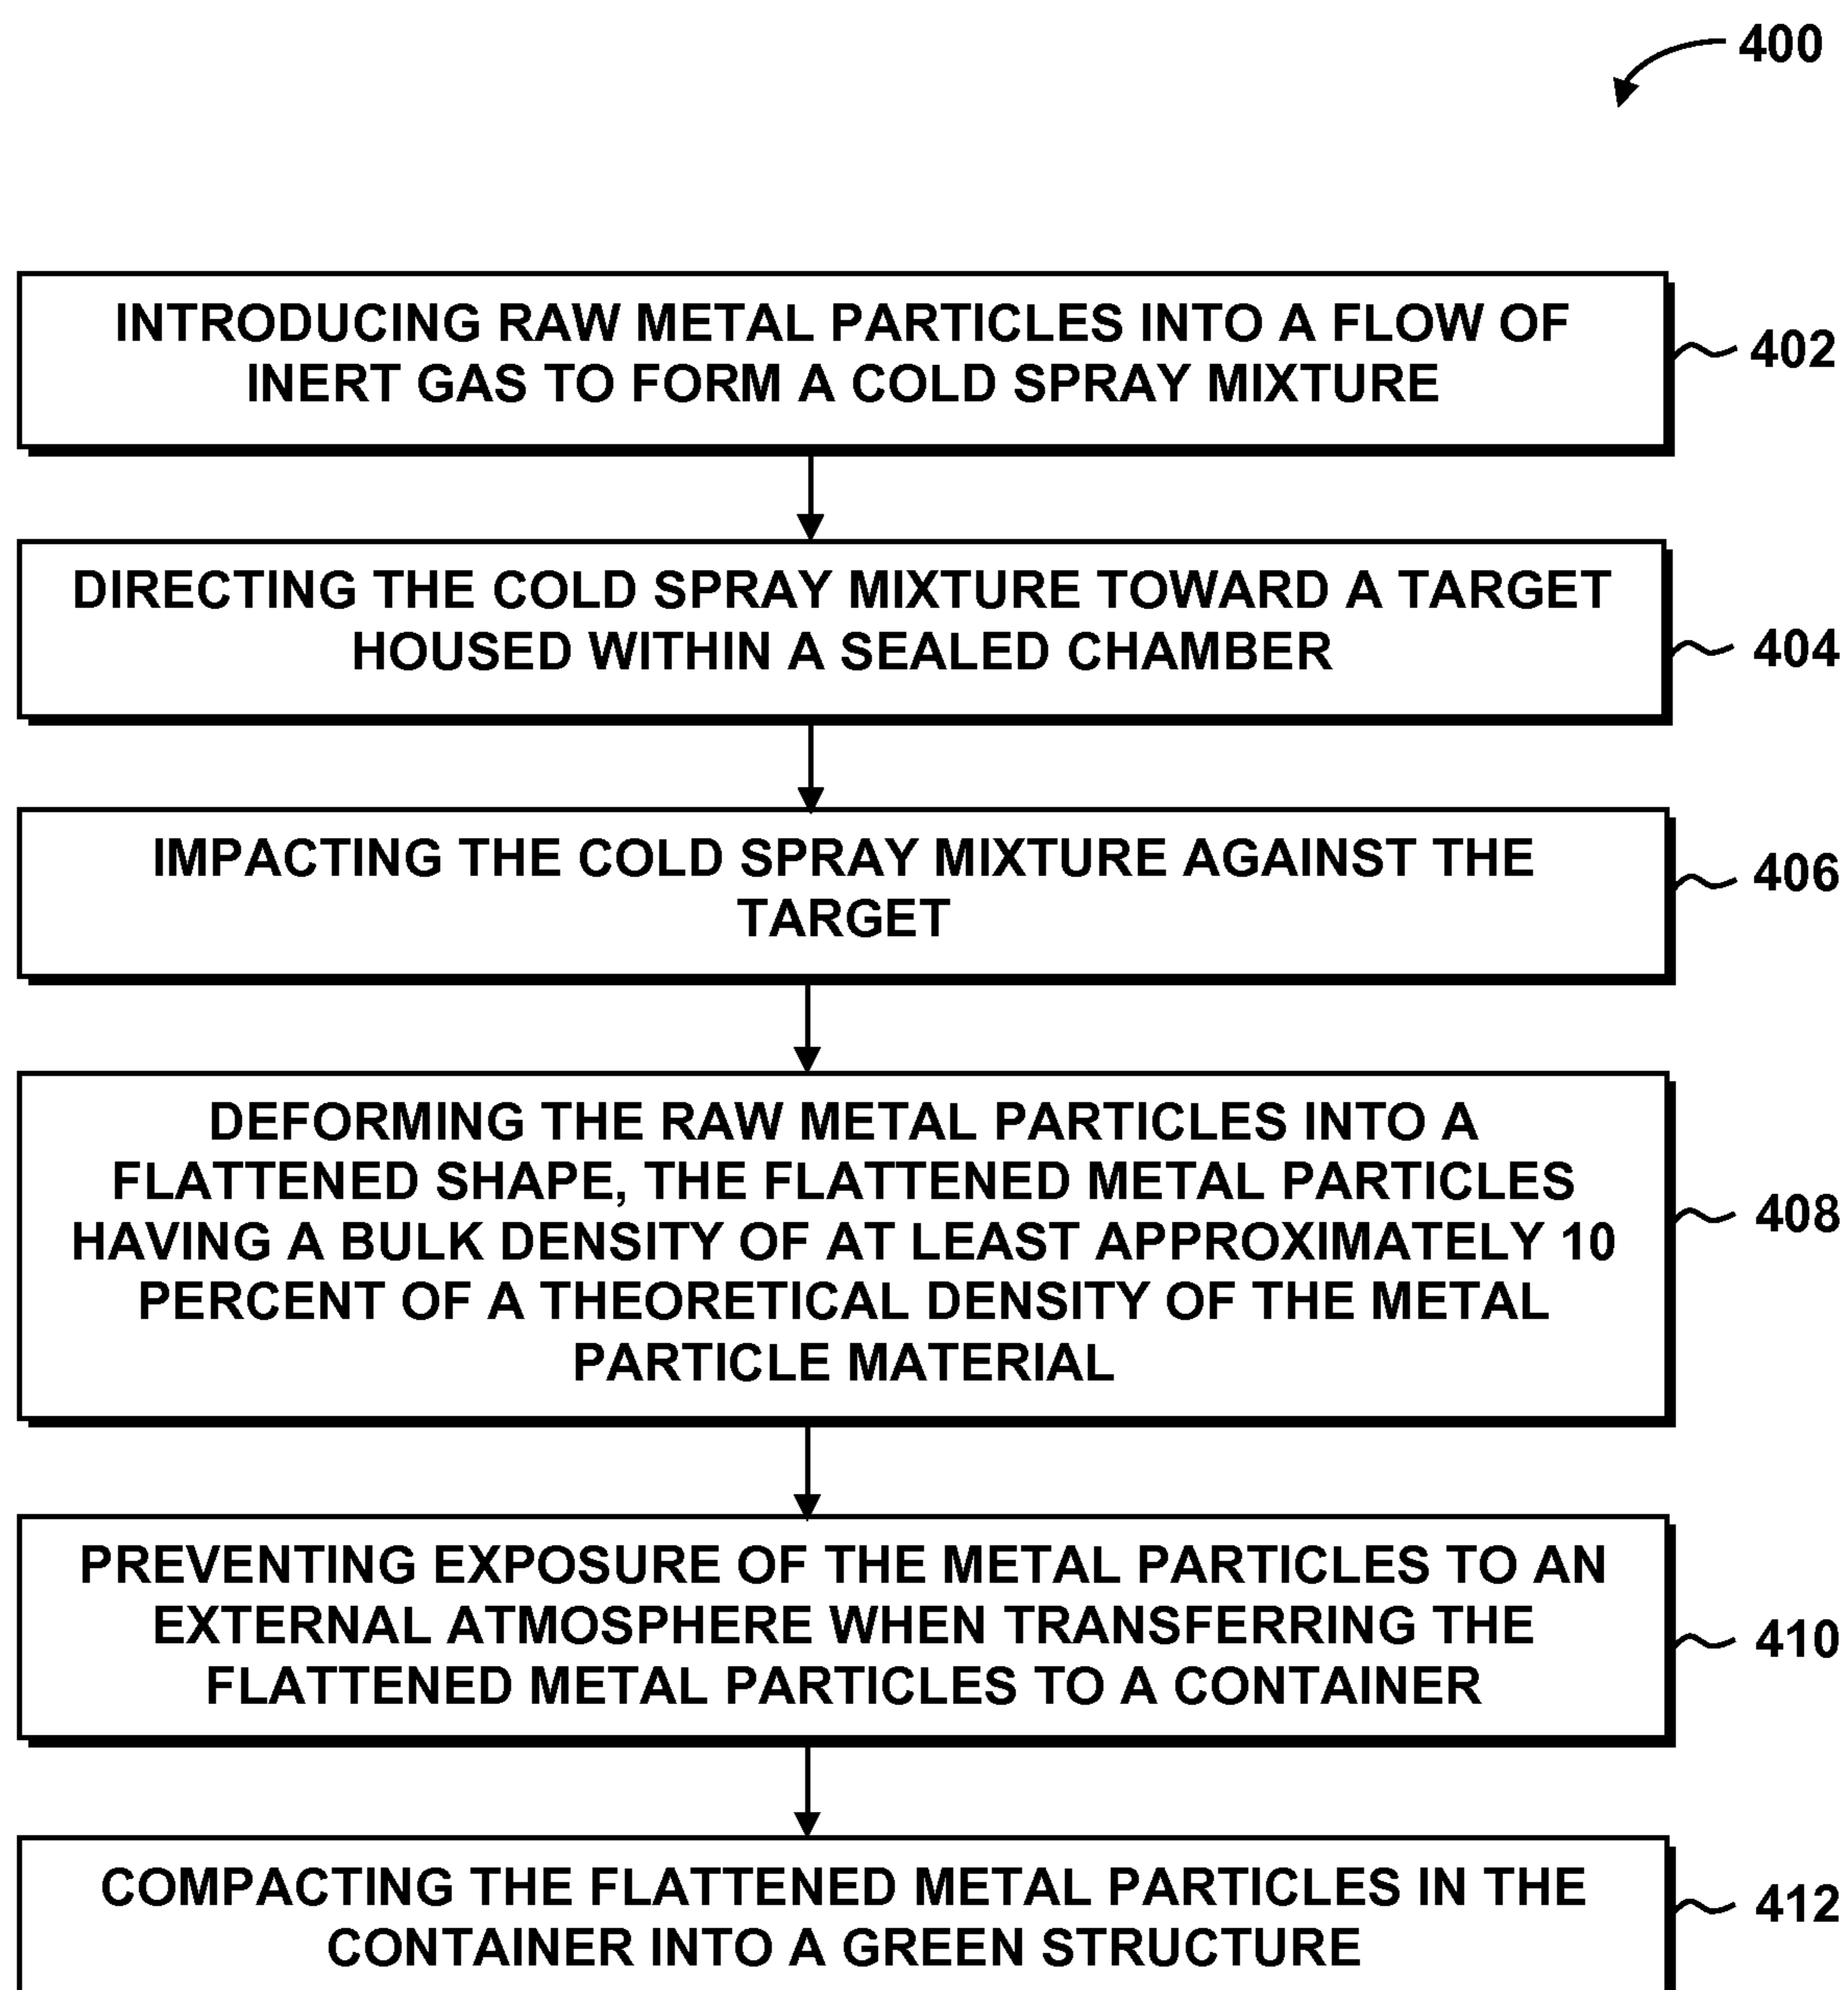 400
INTRODUCING RAW METAL PARTICLES INTO A FLOW OF
INERT GAS TO FORM A COLD SPRAY MIXTURE
402
DIRECTING THE COLD SPRAY MIXTURE TOWARD A TARGET
HOUSED WITHIN A SEALED CHAMBER
404
IMPACTING THE COLD SPRAY MIXTURE AGAINST THE
TARGET
406
DEFORMING THE RAW METAL PARTICLES INTO A
FLATTENED SHAPE, THE FLATTENED METAL PARTICLES
HAVING A BULK DENSITY OF AT LEAST APPROXIMATELY 10
PERCENT OF A THEORETICAL DENSITY OF THE METAL
PARTICLE MATERIAL
408
PREVENTING EXPOSURE OF THE METAL PARTICLES TO AN
EXTERNAL ATMOSPHERE WHEN TRANSFERRING THE
FLATTENED METAL PARTICLES TO A CONTAINER
410
COMPACTING THE FLATTENED METAL PARTICLES IN THE
CONTAINER INTO A GREEN STRUCTURE
412